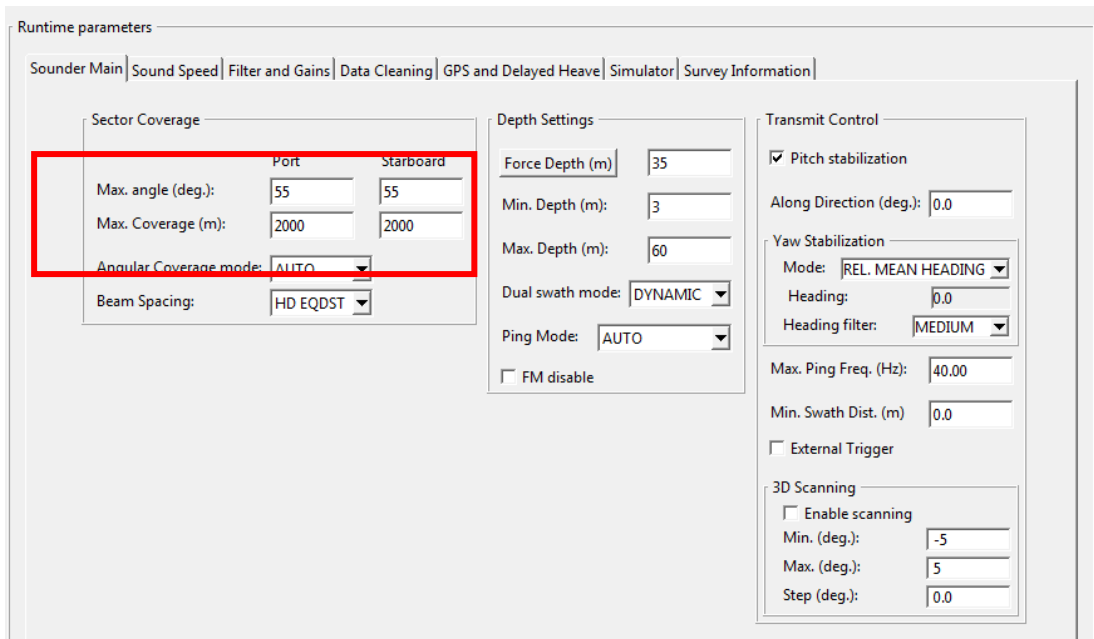 Runtime parameters
Sounder Main Sound Speed Filter and Gains Data Cleaning GPS and Delayed Heave Simulator Survey Information
Sector Coverage
Port Starboard
Max. angle (deg.): 55 55
Max. Coverage (m): 2000 2000
Angular Coverage mode: AUTO
Beam Spacing: HD EQDST
Depth Settings
Force Depth (m) 35
Min. Depth (m): 3
Max. Depth (m): 60
Dual swath mode: DYNAMIC
Ping Mode: AUTO
FM disable
Transmit Control
Pitch stabilization
Along Direction (deg.): 0.0
Yaw Stabilization
Mode: REL. MEAN HEADING
Heading: 0.0
Heading filter: MEDIUM
Max. Ping Freq. (Hz): 40.00
Min. Swath Dist. (m) 0.0
External Trigger
3D Scanning
Enable scanning
Min. (deg.): -5
Max. (deg.): 5
Step (deg.): 0.0